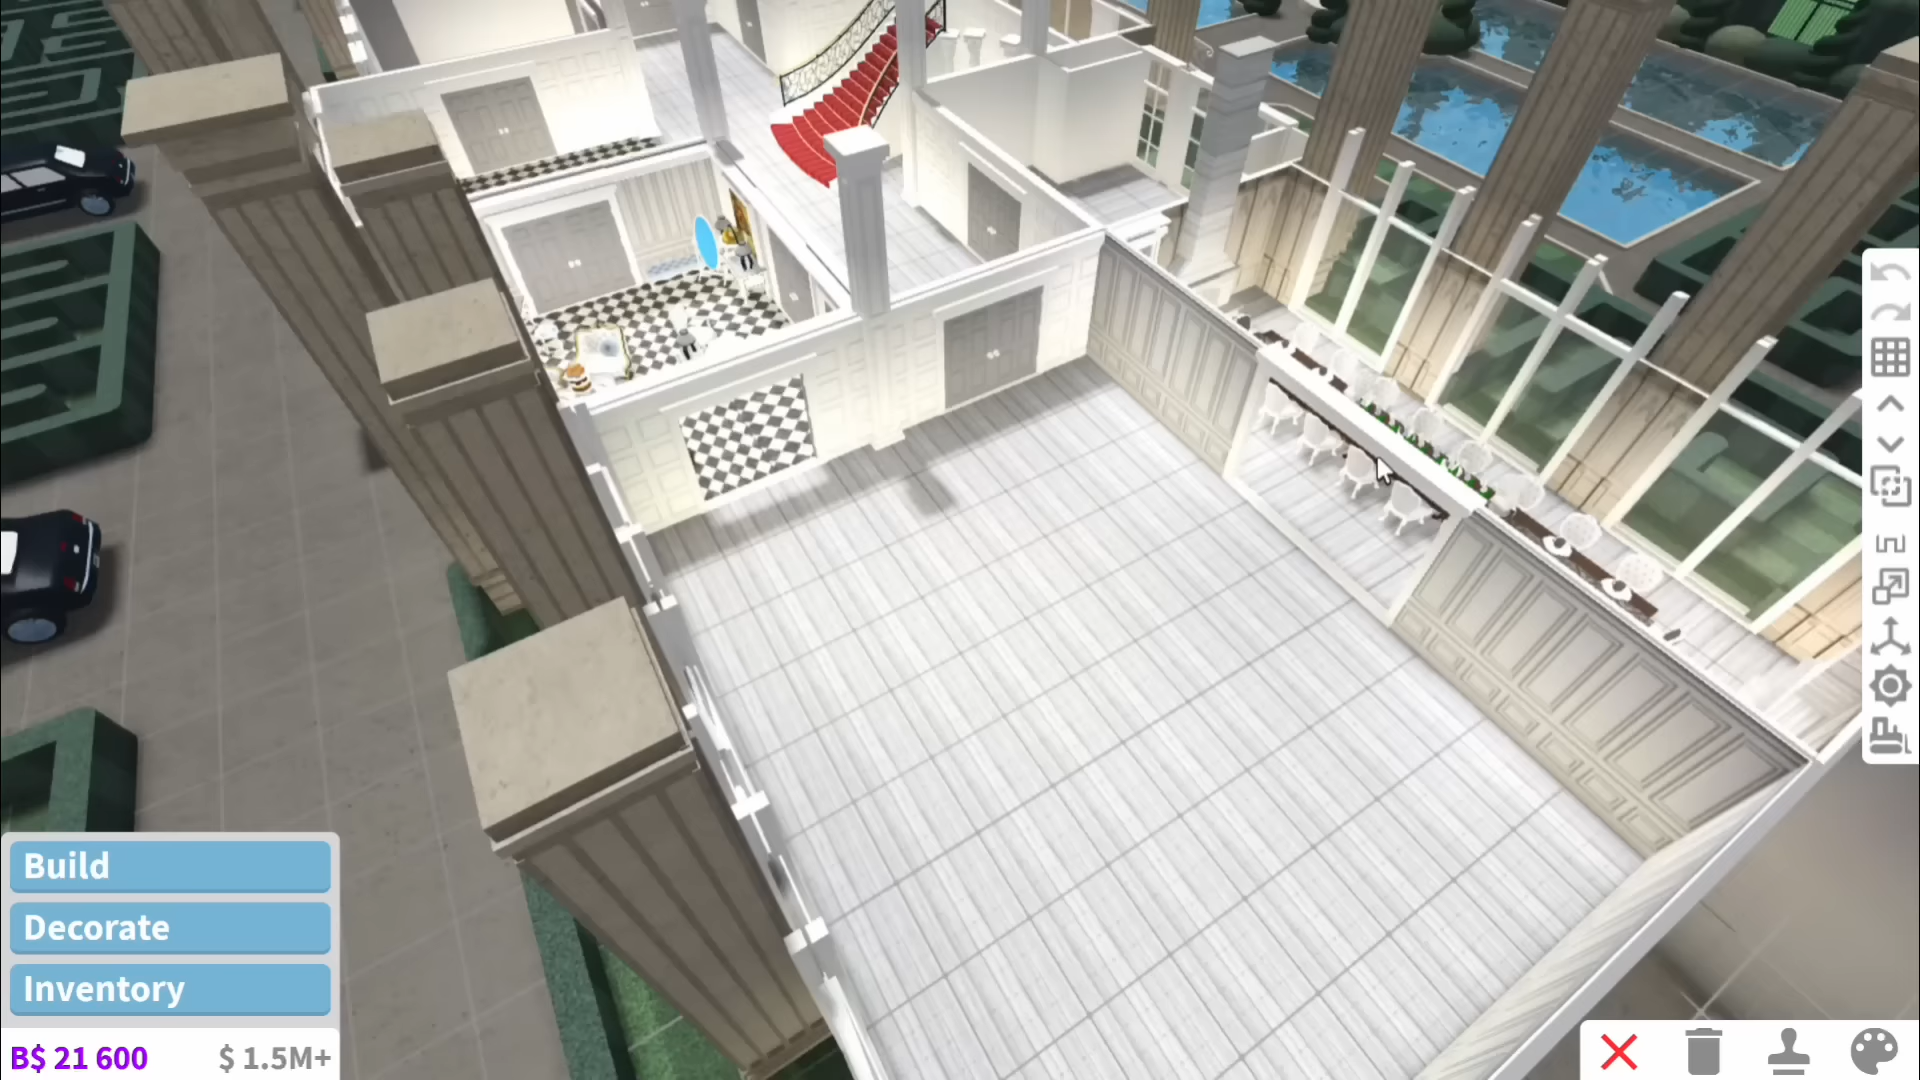 Build
Decorate
Inventory
B$ 21 600
$ 1.5M+